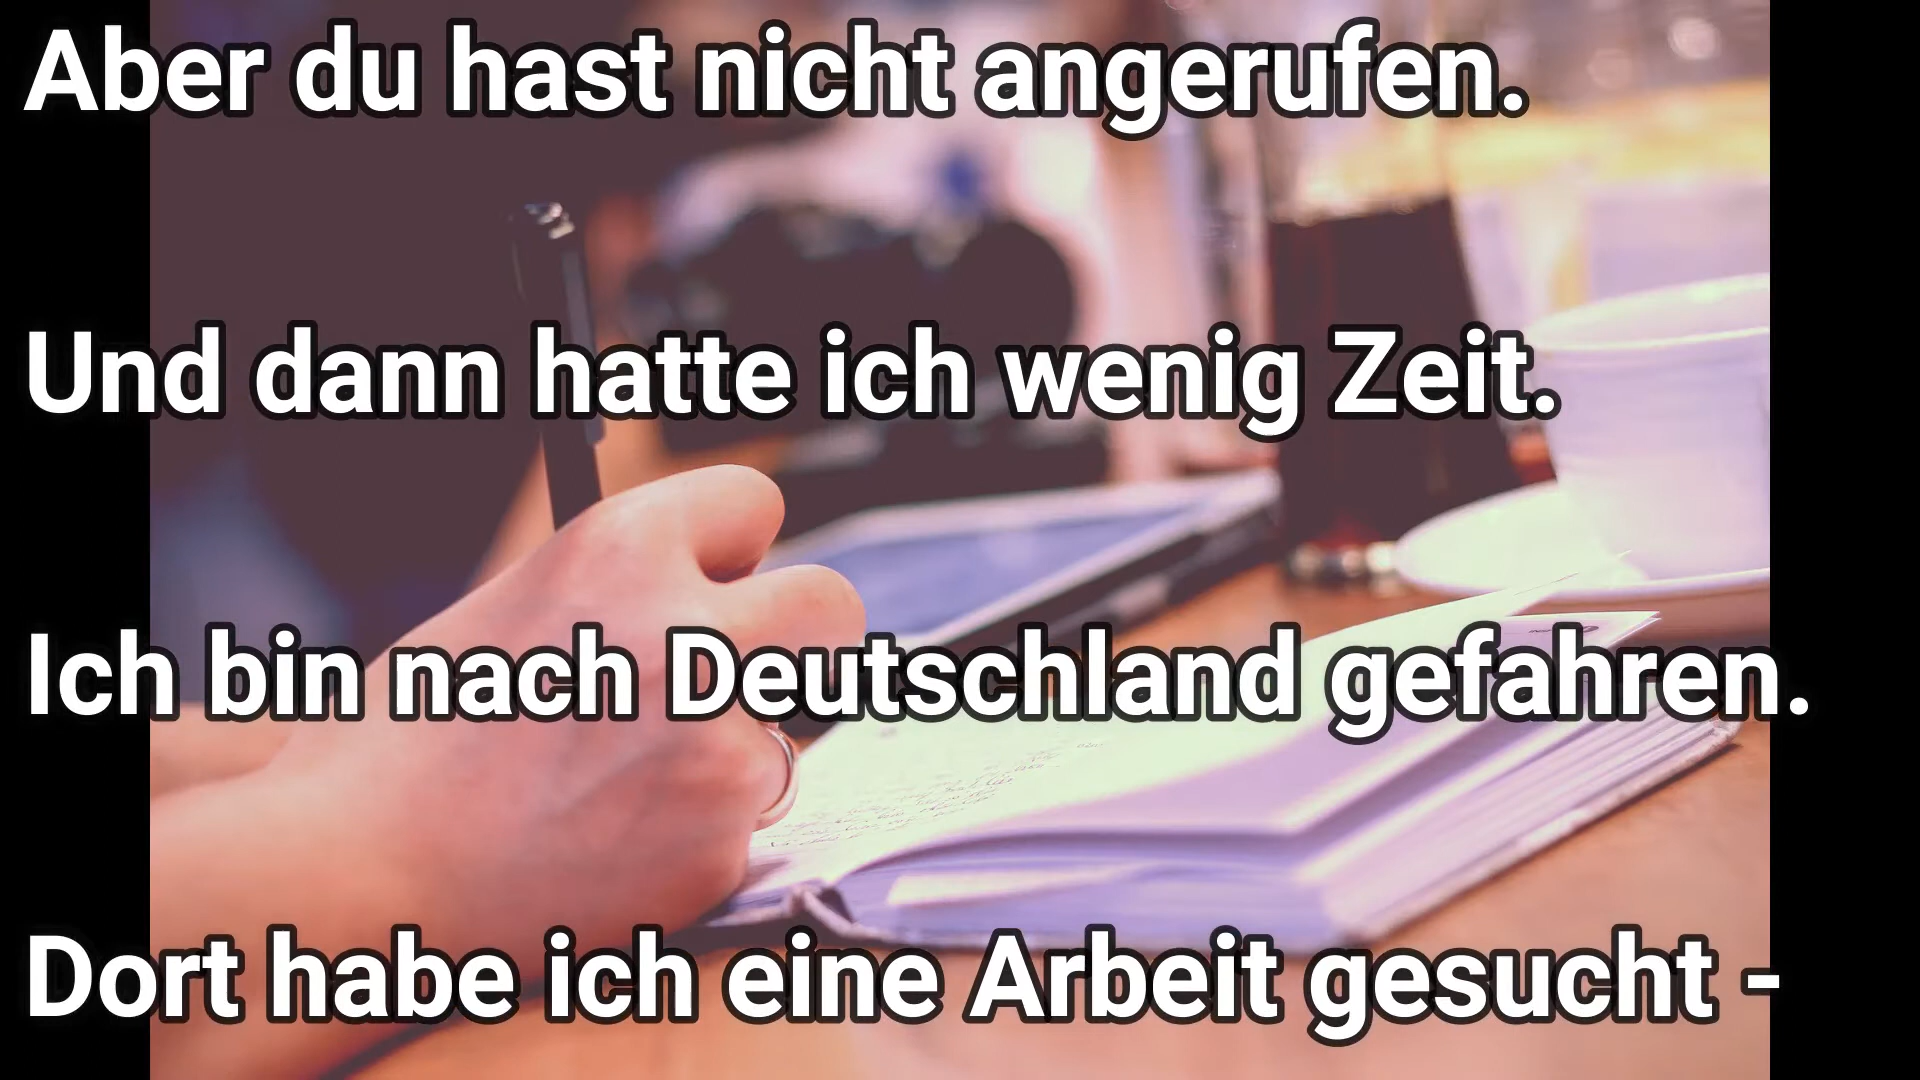 Aber du hast nicht angerufen.
Und dann hatte ich wenig Zeit.
Ich bin nach Deutschland gefahren.
Dort habe ich eine Arbeit gesucht -